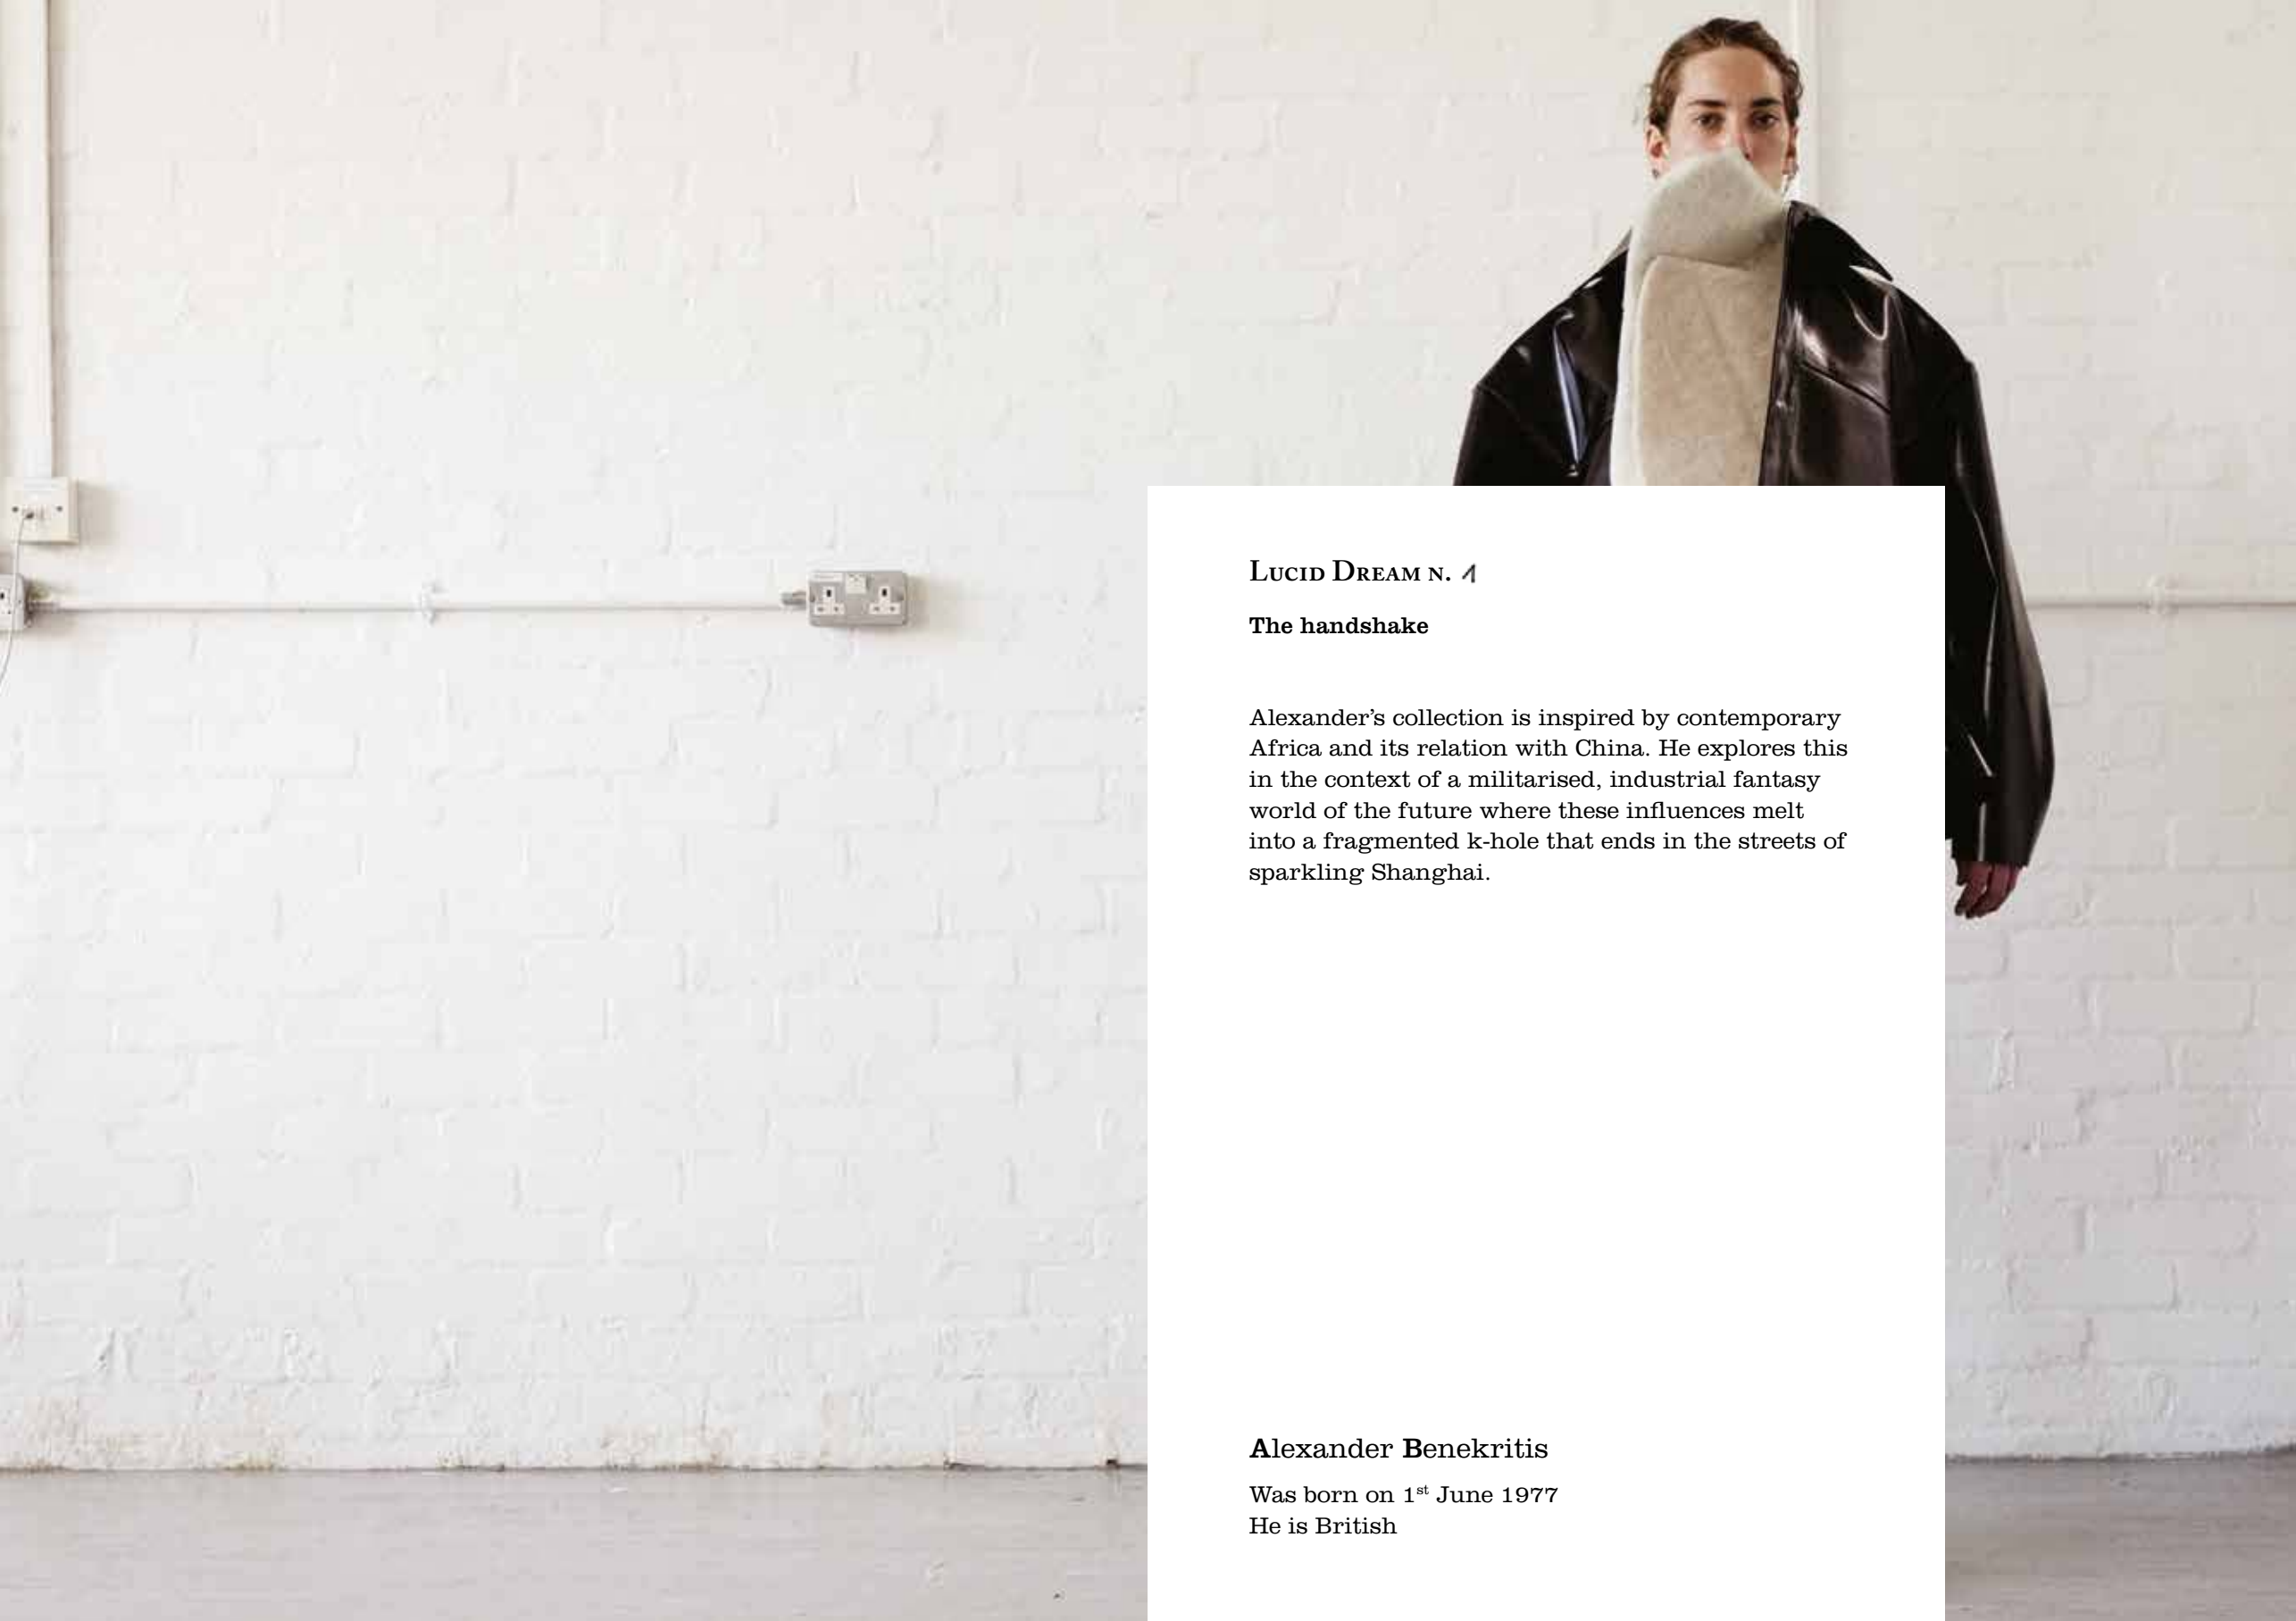 Lucid Dream n. 1
The handshake
Alexander’s collection is inspired by contemporary
Africa and its relation with China. He explores this
in the context of a militarised, industrial fantasy
world of the future where these influences melt
into a fragmented k-hole that ends in the streets of
sparkling Shanghai.
Alexander Benekritis
Was born on 1st June 1977
He is British